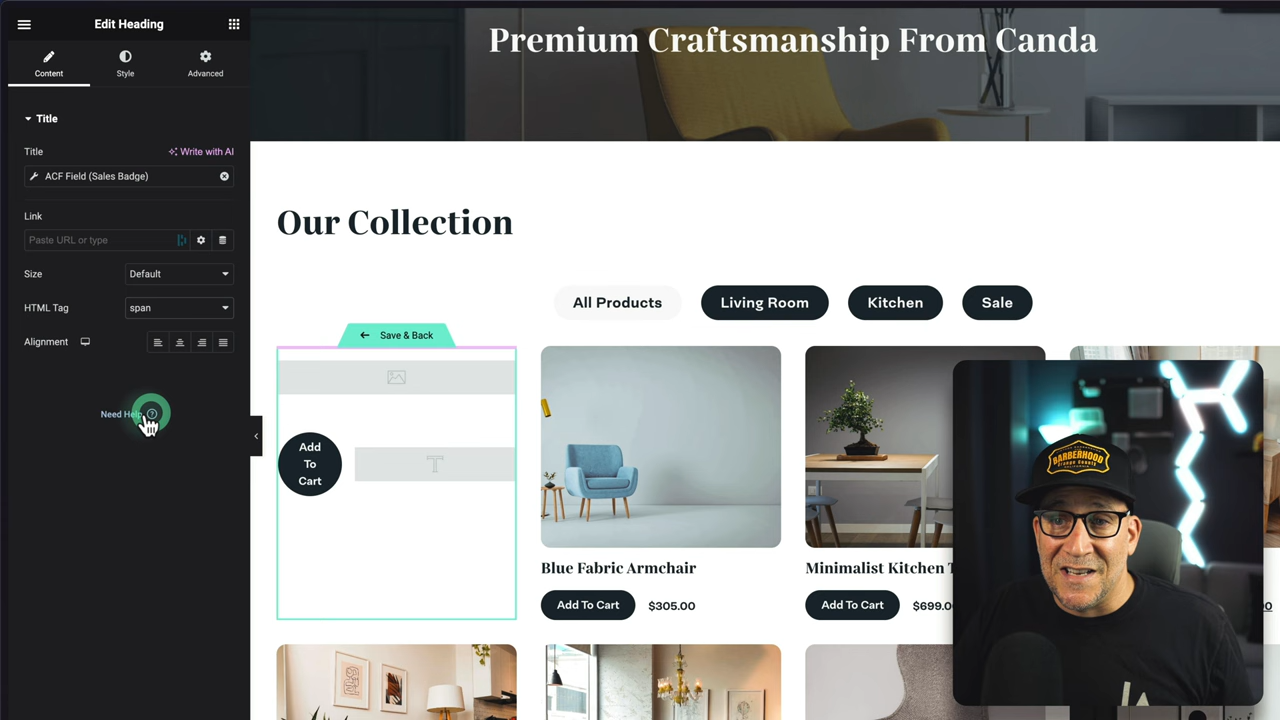 Edit Heading
Content
Style
Advanced
Title
Title
Write with AI
ACF Field (Sales Badge)
Link
Paste URL or type
Size
Default
HTML Tag
span
Alignment
Need Help
Premium Craftsmanship From Canda
Our Collection
All Products
Living Room
Kitchen
Sale
Save & Back
Add
To
Cart
Blue Fabric Armchair
Add To Cart
$305.00
Minimalist Kitchen T
Add To Cart
$699.0
BARBERHOOD
Orange County
CALIFORNIA